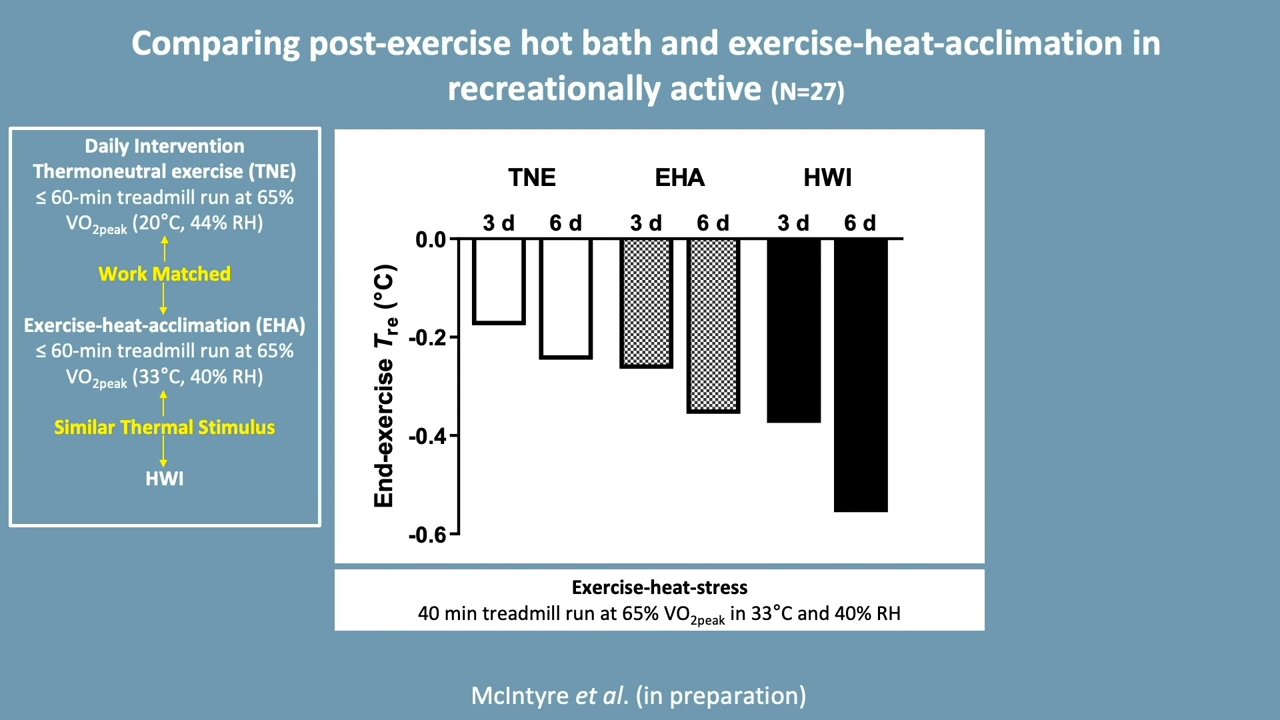 Comparing post-exercise hot bath and exercise-heat-acclimation in
recreationally active (N=27)
Daily Intervention
Thermoneutral exercise (TNE)
≤ 60-min treadmill run at 65%
VO2peak (20°C, 44% RH)
Work Matched
Exercise-heat-acclimation (EHA)
≤ 60-min treadmill run at 65%
VO2peak (33°C, 40% RH)
Similar Thermal Stimulus
HWI
TNE EHA HWI
3 d 6 d 3 d 6 d 3 d 6 d
End-exercise Tre (°C)
0.0
-0.2
-0.4
-0.6
Exercise-heat-stress
40 min treadmill run at 65% VO2peak in 33°C and 40% RH
McIntyre et al. (in preparation)